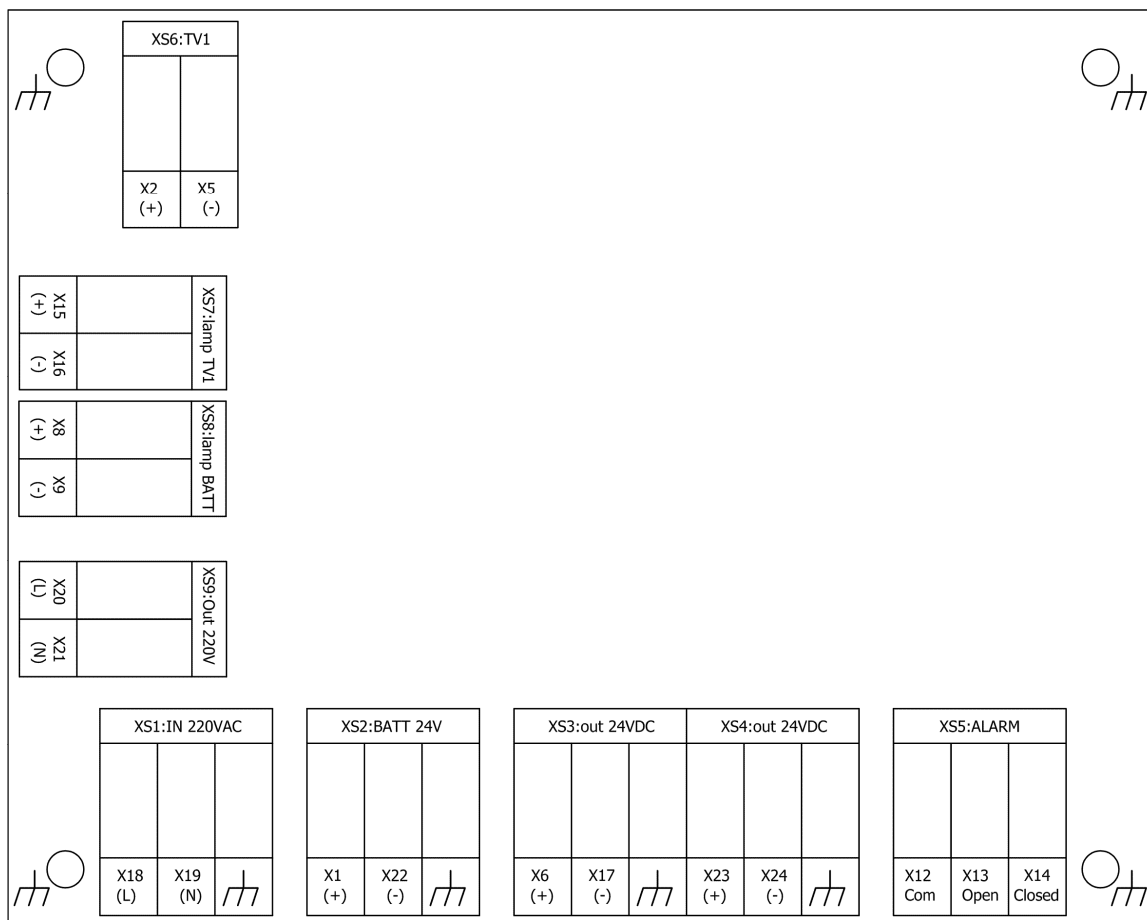 XS6:TV1
X2 X5
(+) (-)
X15
(+)
X16
(-)
XS7:lamp TV1
X8
(+)
X9
(-)
XS8:lamp BATT
X20
(L)
X21
(N)
XS9:Out 220V
XS1:IN 220VAC
X18 X19
(L) (N)
XS2:BATT 24V
X1 X22
(+) (-)
XS3:out 24VDC
X6 X17
(+) (-)
XS4:out 24VDC
X23 X24
(+) (-)
XS5:ALARM
X12 X13 X14
Com Open Closed